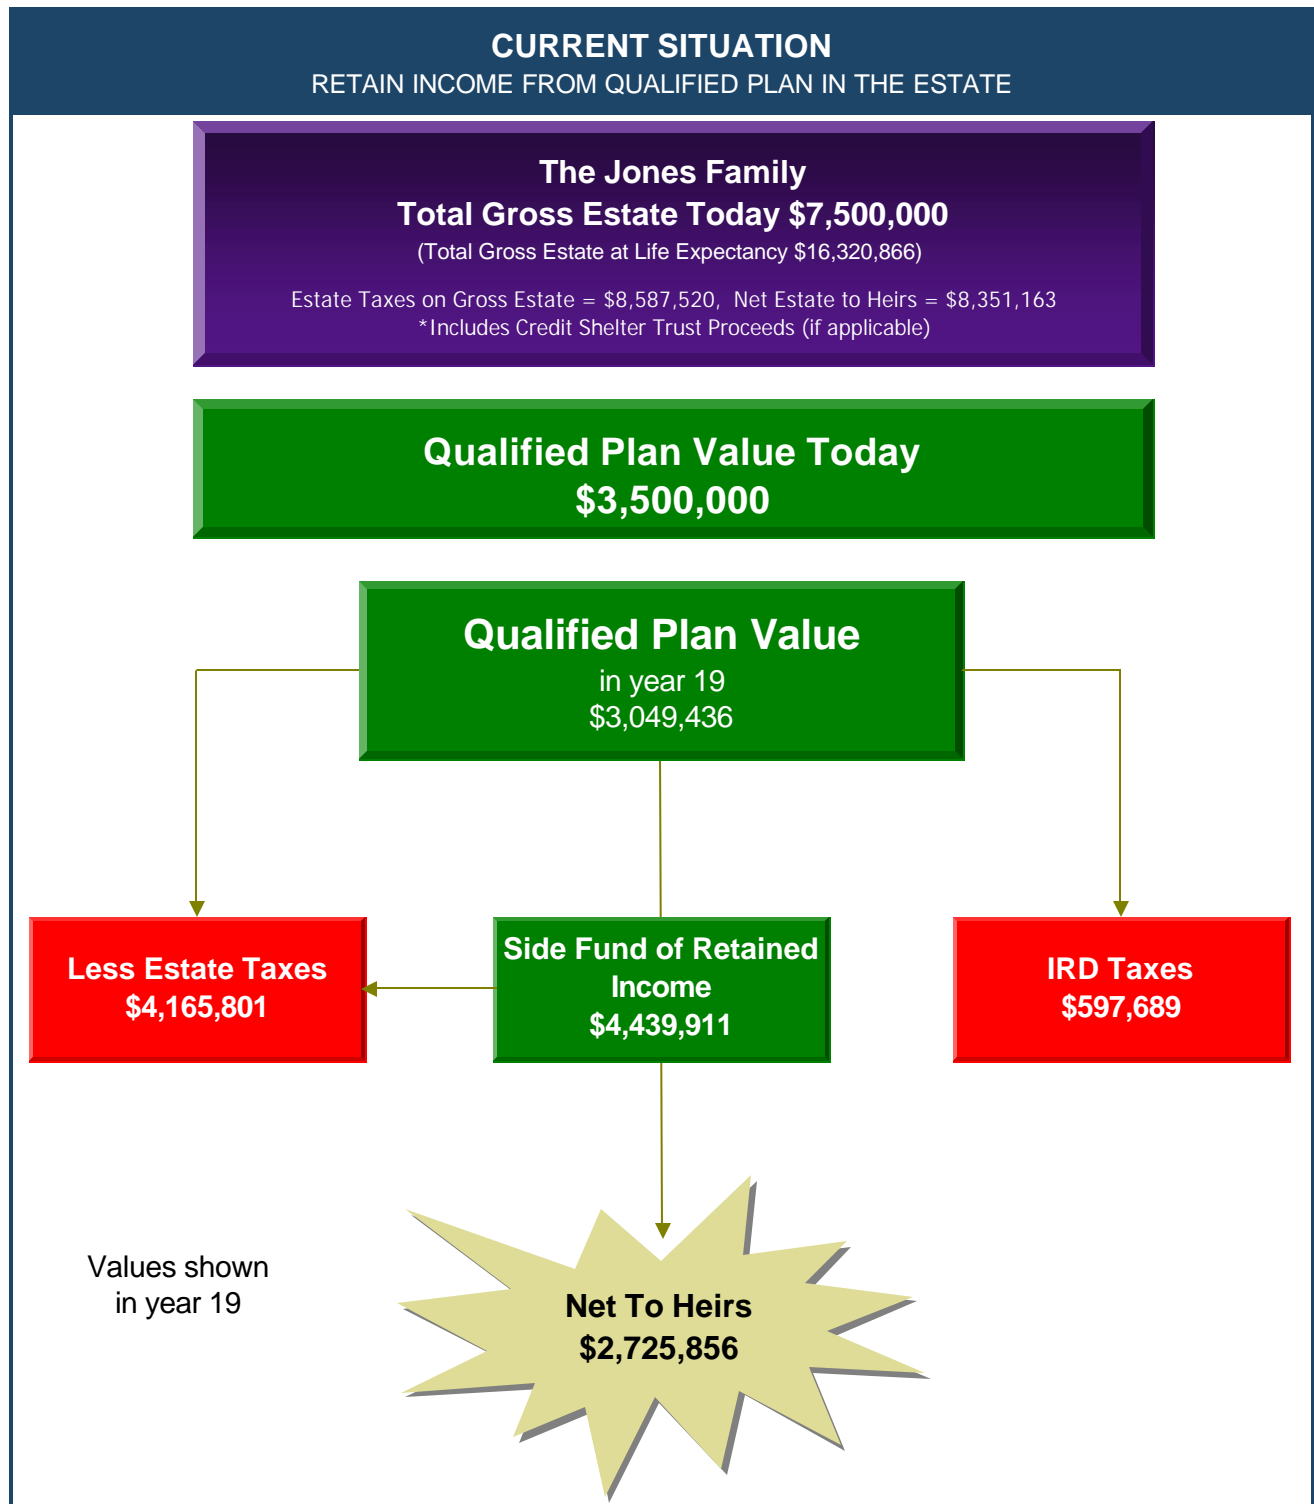 CURRENT SITUATION
RETAIN INCOME FROM QUALIFIED PLAN IN THE ESTATE
The Jones Family
Total Gross Estate Today $7,500,000
(Total Gross Estate at Life Expectancy $16,320,866)
Estate Taxes on Gross Estate = $8,587,520, Net Estate to Heirs = $8,351,163
*Includes Credit Shelter Trust Proceeds (if applicable)
Qualified Plan Value Today
$3,500,000
Qualified Plan Value
in year 19
$3,049,436
Less Estate Taxes
$4,165,801
Side Fund of Retained
Income
$4,439,911
IRD Taxes
$597,689
Values shown
in year 19
Net To Heirs
$2,725,856